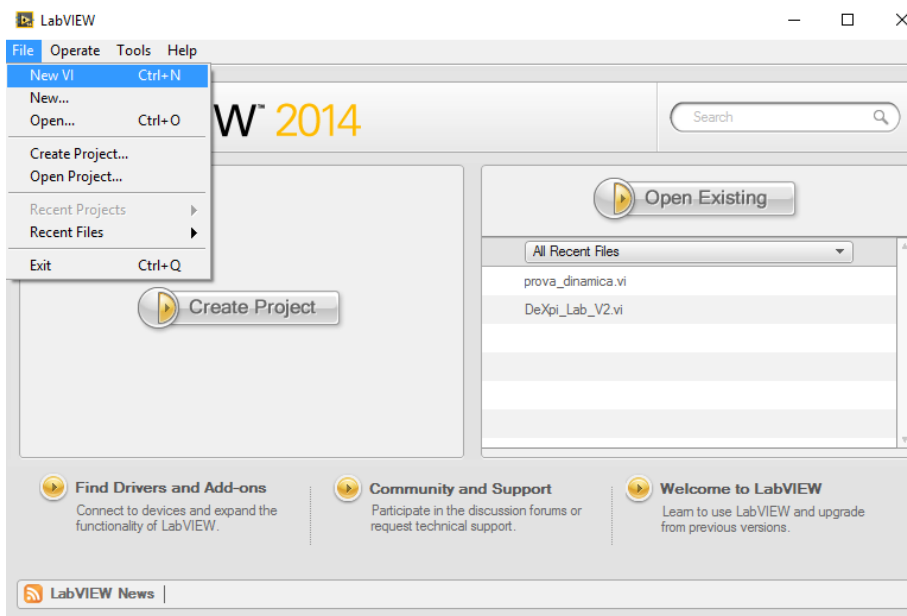 LabVIEW
File Operate Tools Help
New VI Ctrl+N
New...
Open... Ctrl+O
Create Project...
Open Project...
Recent Projects
Recent Files
Exit Ctrl+Q
W™ 2014
Search
Create Project
Open Existing
All Recent Files
prova_dinamica.vi
DeXpi_Lab_V2.vi
Find Drivers and Add-ons
Connect to devices and expand the
functionality of LabVIEW.
Community and Support
Participate in the discussion forums or
request technical support.
Welcome to LabVIEW
Learn to use LabVIEW and upgrade
from previous versions.
LabVIEW News